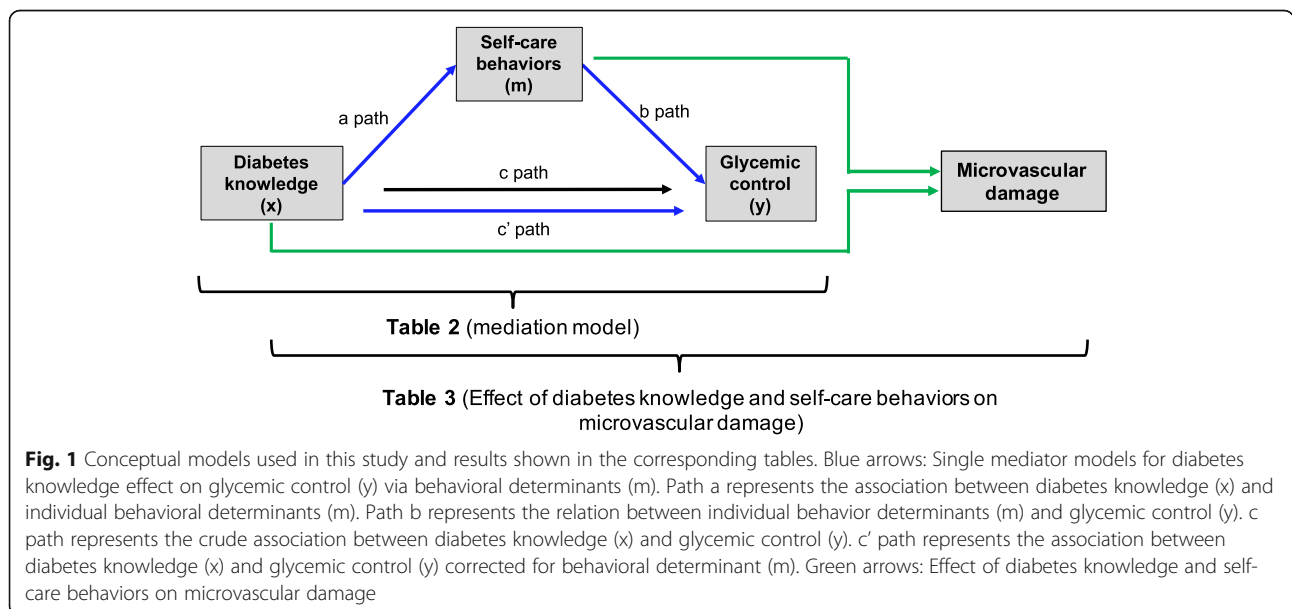 Self-care
behaviors
(m)
a path
b path
Diabetes
knowledge
(x)
c path
c' path
Glycemic
control
(y)
Microvascular
damage
Table 2 (mediation model)
Table 3 (Effect of diabetes knowledge and self-care behaviors on
microvascular damage)
Fig. 1 Conceptual models used in this study and results shown in the corresponding tables. Blue arrows: Single mediator models for diabetes
knowledge effect on glycemic control (y) via behavioral determinants (m). Path a represents the association between diabetes knowledge (x) and
individual behavioral determinants (m). Path b represents the relation between individual behavior determinants (m) and glycemic control (y). c
path represents the crude association between diabetes knowledge (x) and glycemic control (y). c’ path represents the association between
diabetes knowledge (x) and glycemic control (y) corrected for behavioral determinant (m). Green arrows: Effect of diabetes knowledge and self-
care behaviors on microvascular damage